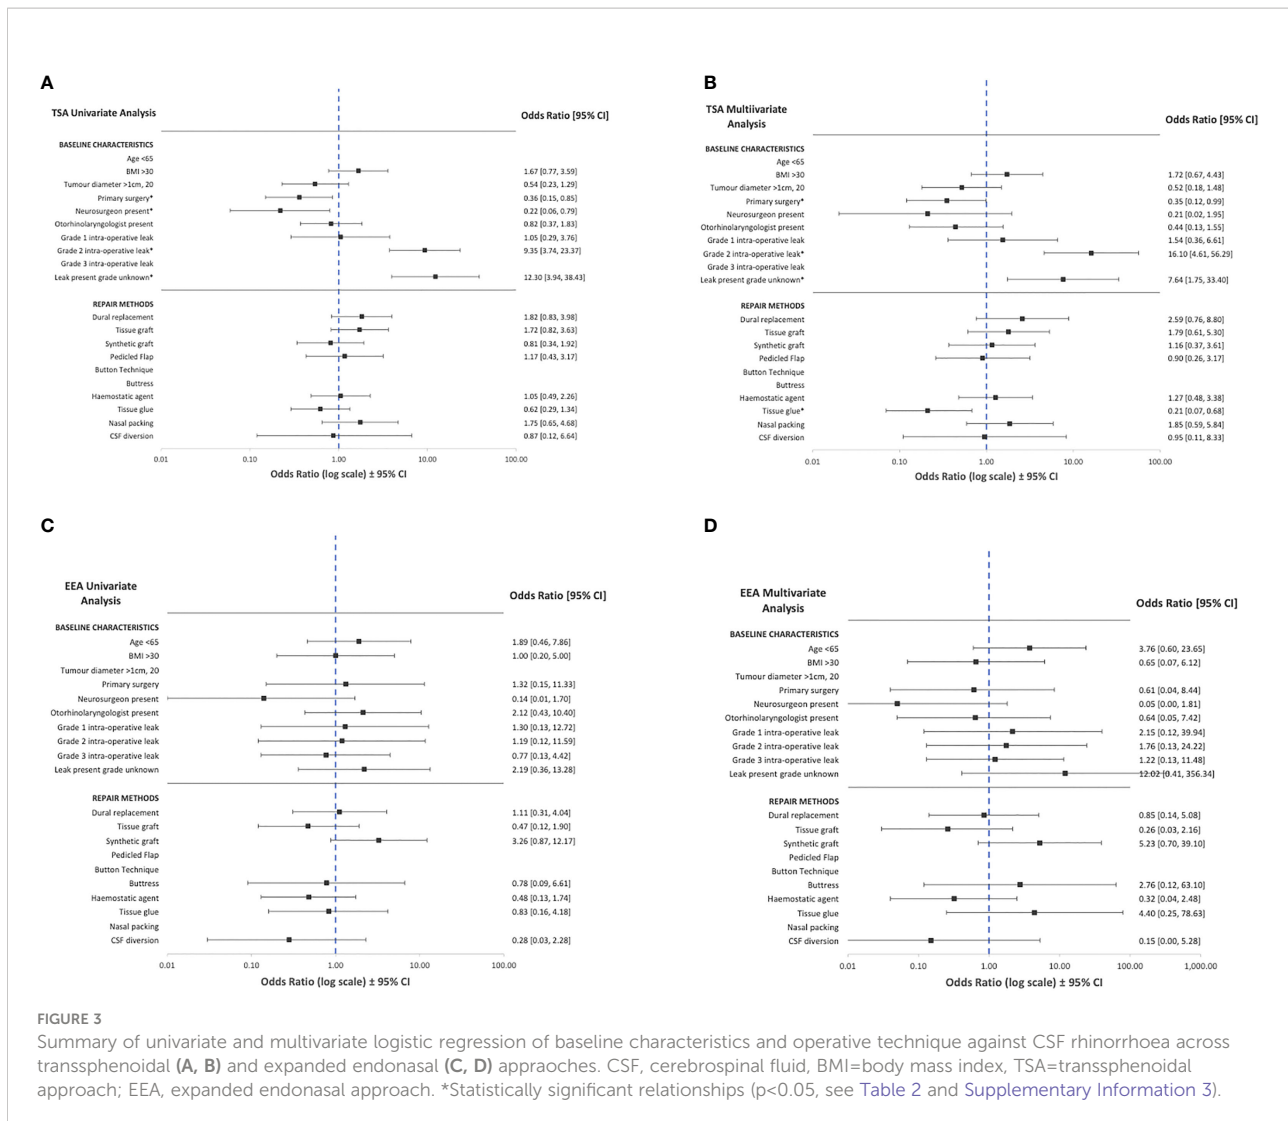 A
TSA Univariate Analysis
Odds Ratio [95% CI]
BASELINE CHARACTERISTICS
Age <65
BMI >30 1.67 [0.77, 3.59]
Tumour diameter >1cm, 20 0.54 [0.23, 1.29]
Primary surgery* 0.36 [0.15, 0.85]
Neurosurgeon present* 0.22 [0.06, 0.79]
Otorhinolaryngologist present 0.82 [0.37, 1.83]
Grade 1 intra-operative leak 1.05 [0.29, 3.76]
Grade 2 intra-operative leak* 9.35 [3.74, 23.37]
Grade 3 intra-operative leak
Leak present grade unknown* 12.30 [3.94, 38.43]
REPAIR METHODS
Dural replacement 1.82 [0.83, 3.98]
Tissue graft 1.72 [0.82, 3.63]
Synthetic graft 0.81 [0.34, 1.92]
Pedicled Flap 1.17 [0.43, 3.17]
Button Technique
Buttress
Haemostatic agent 1.05 [0.49, 2.26]
Tissue glue 0.62 [0.29, 1.34]
Nasal packing 1.75 [0.65, 4.68]
CSF diversion 0.87 [0.12, 6.64]
0.01 0.10 1.00 10.00 100.00
Odds Ratio (log scale) ± 95% CI
B
TSA Multiivariate
Analysis
Odds Ratio [95% CI]
BASELINE CHARACTERISTICS
Age <65
BMI >30 1.72 [0.67, 4.43]
Tumour diameter >1cm, 20 0.52 [0.18, 1.48]
Primary surgery* 0.35 [0.12, 0.99]
Neurosurgeon present 0.21 [0.02, 1.95]
Otorhinolaryngologist present 0.44 [0.13, 1.55]
Grade 1 intra-operative leak 1.54 [0.36, 6.61]
Grade 2 intra-operative leak* 16.10 [4.61, 56.29]
Grade 3 intra-operative leak
Leak present grade unknown* 7.64 [1.75, 33.40]
REPAIR METHODS
Dural replacement 2.59 [0.76, 8.80]
Tissue graft 1.79 [0.61, 5.30]
Synthetic graft 1.16 [0.37, 3.61]
Pedicled Flap 0.90 [0.26, 3.17]
Button Technique
Buttress
Haemostatic agent 1.27 [0.48, 3.38]
Tissue glue* 0.21 [0.07, 0.68]
Nasal packing 1.85 [0.59, 5.84]
CSF diversion 0.95 [0.11, 8.33]
0.01 0.10 1.00 10.00 100.00
Odds Ratio (log scale) ± 95% CI
C
EEA Univariate
Analysis
Odds Ratio [95% CI]
BASELINE CHARACTERISTICS
Age <65 1.89 [0.46, 7.86]
BMI >30 1.00 [0.20, 5.00]
Tumour diameter >1cm, 20
Primary surgery 1.32 [0.15, 11.33]
Neurosurgeon present 0.14 [0.01, 1.70]
Otorhinolaryngologist present 2.12 [0.43, 10.40]
Grade 1 intra-operative leak 1.30 [0.13, 12.72]
Grade 2 intra-operative leak 1.19 [0.12, 11.59]
Grade 3 intra-operative leak 0.77 [0.13, 4.42]
Leak present grade unknown 2.19 [0.36, 13.28]
REPAIR METHODS
Dural replacement 1.11 [0.31, 4.04]
Tissue graft 0.47 [0.12, 1.90]
Synthetic graft 3.26 [0.87, 12.17]
Pedicled Flap
Button Technique
Buttress 0.78 [0.09, 6.61]
Haemostatic agent 0.48 [0.13, 1.74]
Tissue glue 0.83 [0.16, 4.18]
Nasal packing
CSF diversion 0.28 [0.03, 2.28]
0.01 0.10 1.00 10.00 100.00
Odds Ratio (log scale) ± 95% CI
D
EEA Multivariate
Analysis
Odds Ratio [95% CI]
BASELINE CHARACTERISTICS
Age <65 3.76 [0.60, 23.65]
BMI >30 0.65 [0.07, 6.12]
Tumour diameter >1cm, 20
Primary surgery 0.61 [0.04, 8.44]
Neurosurgeon present 0.05 [0.00, 1.81]
Otorhinolaryngologist present 0.64 [0.05, 7.42]
Grade 1 intra-operative leak 2.15 [0.12, 39.94]
Grade 2 intra-operative leak 1.76 [0.13, 24.22]
Grade 3 intra-operative leak 1.22 [0.13, 11.48]
Leak present grade unknown 12.02 [0.41, 356.34]
REPAIR METHODS
Dural replacement 0.85 [0.14, 5.08]
Tissue graft 0.26 [0.03, 2.16]
Synthetic graft 5.23 [0.70, 39.10]
Pedicled Flap
Button Technique
Buttress 2.76 [0.12, 63.10]
Haemostatic agent 0.32 [0.04, 2.48]
Tissue glue 4.40 [0.25, 78.63]
Nasal packing
CSF diversion 0.15 [0.00, 5.28]
0.01 0.10 1.00 10.00 100.00 1,000.00
Odds Ratio (log scale) ± 95% CI
FIGURE 3
Summary of univariate and multivariate logistic regression of baseline characteristics and operative technique against CSF rhinorrhoea across
transsphenoidal (A, B) and expanded endonasal (C, D) appraoches. CSF, cerebrospinal fluid, BMI=body mass index, TSA=transsphenoidal
approach; EEA, expanded endonasal approach. *Statistically significant relationships (p<0.05, see Table 2 and Supplementary Information 3).